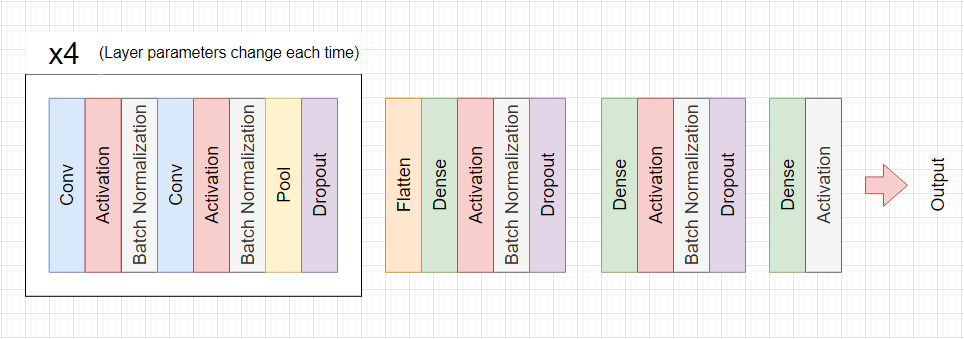 x4 (Layer parameters change each time)
Conv
Activation
Batch Normalization
Conv
Activation
Batch Normalization
Pool
Dropout
Flatten
Dense
Activation
Batch Normalization
Dropout
Dense
Activation
Batch Normalization
Dropout
Dense
Activation
Output